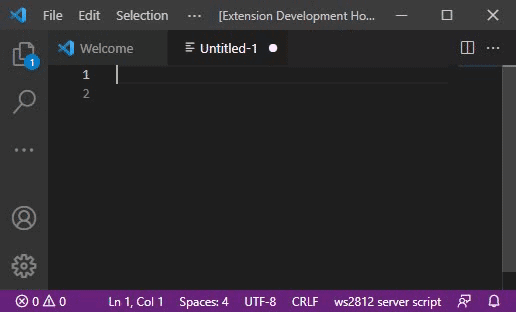 File Edit Selection ··· [Extension Development Ho...
Welcome Untitled-1 ···
1
1
2
0 0 Ln 1, Col 1 Spaces: 4 UTF-8 CRLF ws2812 server script